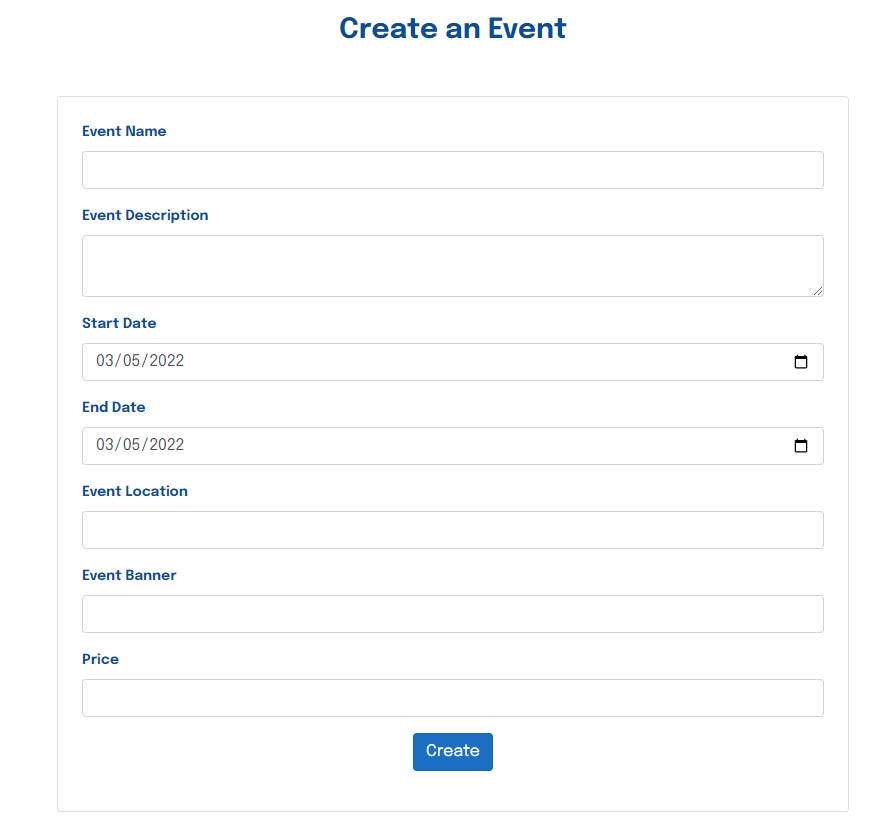 Create an Event
Event Name
Event Description
Start Date
03/05/2022
End Date
03/05/2022
Event Location
Event Banner
Price
Create